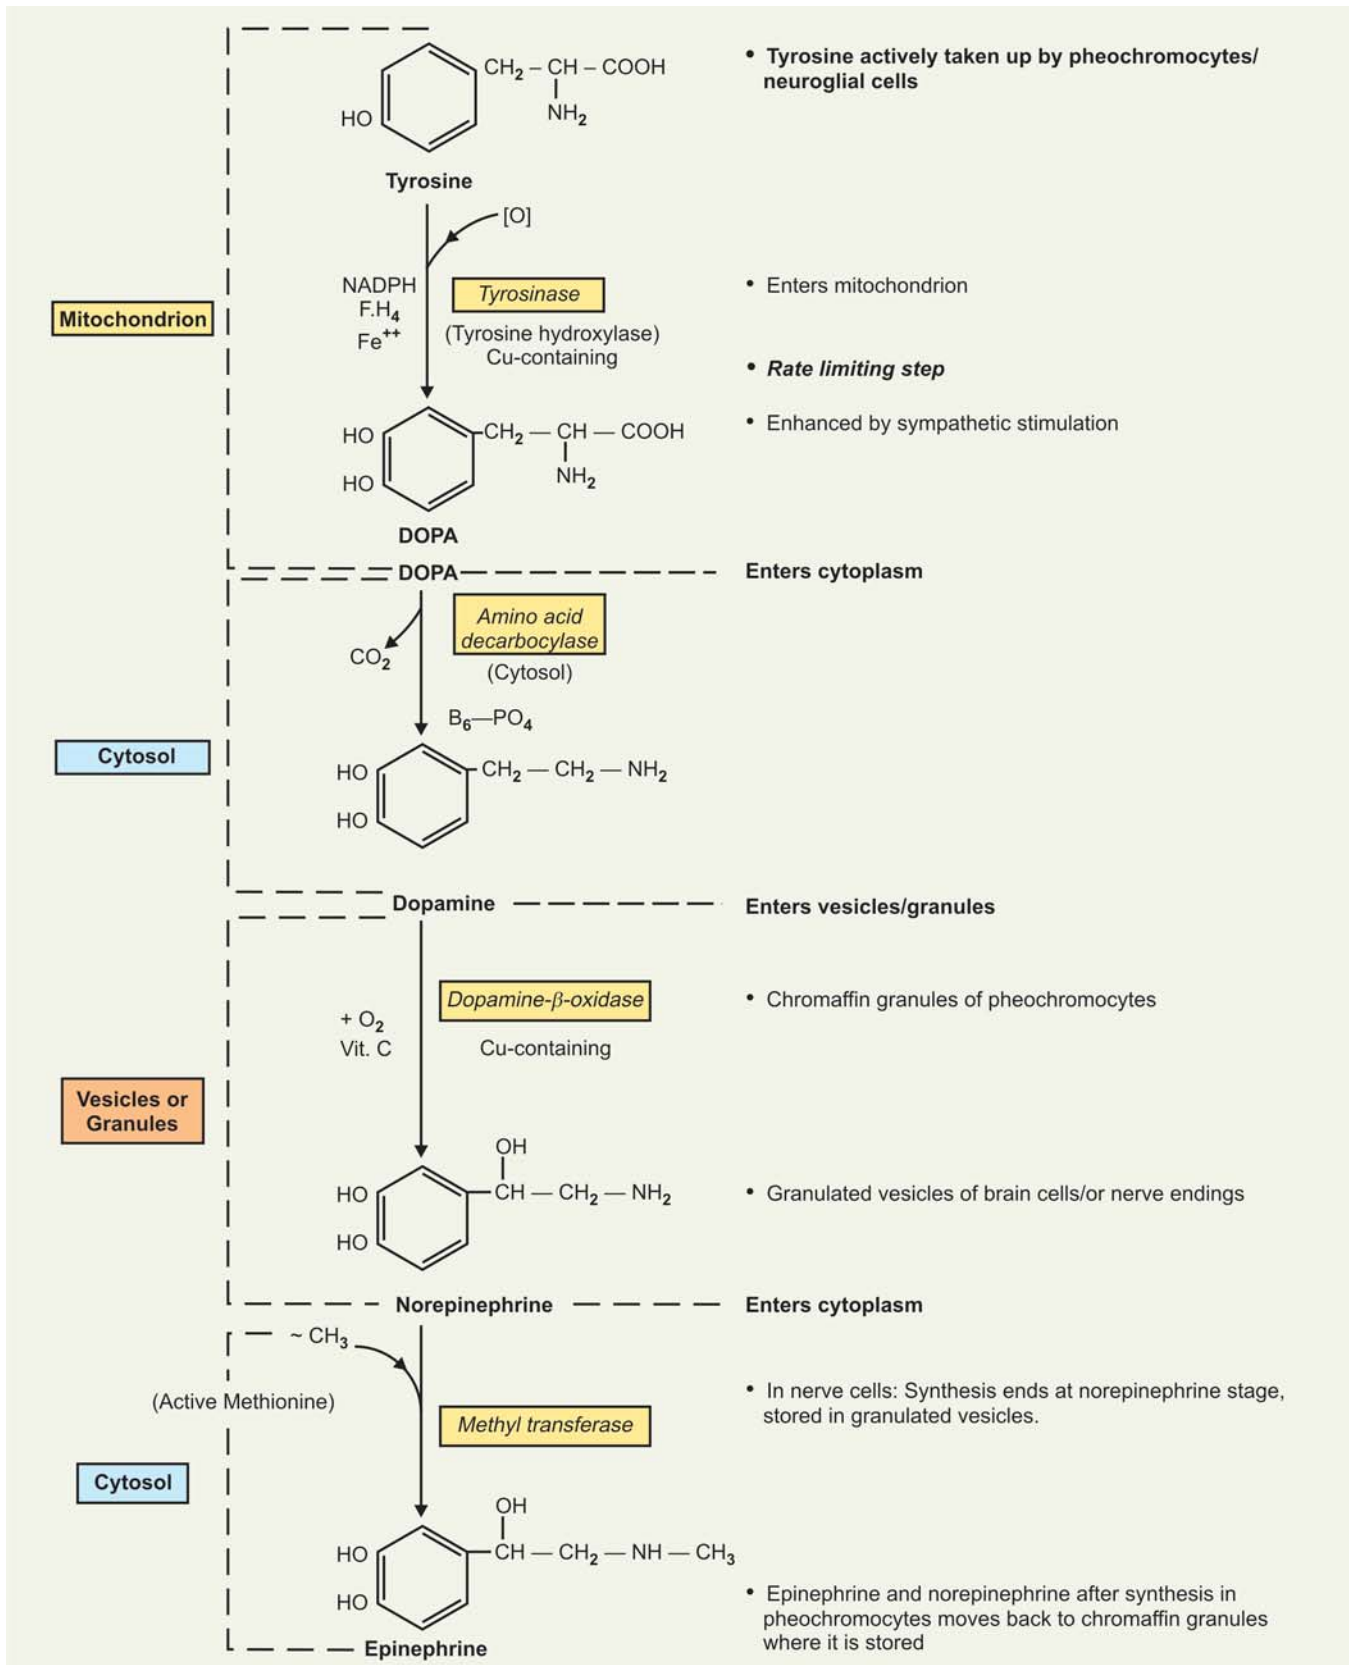 CH₂ – CH – COOH
NH₂
HO
Tyrosine
• Tyrosine actively taken up by pheochromocytes/
neuroglial cells
[O]
NADPH
F.H₄
Fe⁺⁺
Tyrosinase
(Tyrosine hydroxylase)
Cu-containing
Mitochondrion
• Enters mitochondrion
• Rate limiting step
• Enhanced by sympathetic stimulation
HO
HO
CH₂ — CH — COOH
NH₂
DOPA
DOPA
Enters cytoplasm
CO₂
Amino acid
decarbocylase
(Cytosol)
B₆—PO₄
Cytosol
HO
HO
CH₂ — CH₂ — NH₂
Dopamine
Enters vesicles/granules
+ O₂
Vit. C
Dopamine-β-oxidase
Cu-containing
• Chromaffin granules of pheochromocytes
Vesicles or
Granules
OH
HO
HO
CH — CH₂ — NH₂
• Granulated vesicles of brain cells/or nerve endings
Norepinephrine
Enters cytoplasm
~ CH₃
(Active Methionine)
Methyl transferase
• In nerve cells: Synthesis ends at norepinephrine stage,
stored in granulated vesicles.
Cytosol
OH
HO
HO
CH — CH₂ — NH — CH₃
Epinephrine
• Epinephrine and norepinephrine after synthesis in
pheochromocytes moves back to chromaffin granules
where it is stored